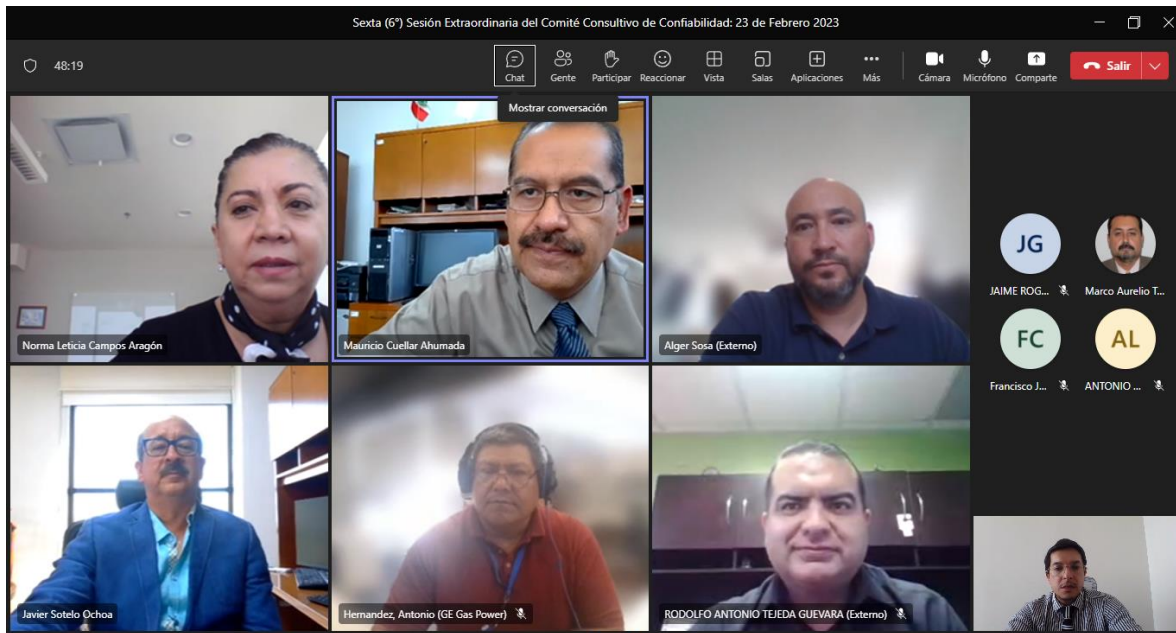 Sexta (6°) Sesión Extraordinaria del Comité Consultivo de Confiabilidad: 23 de Febrero 2023
48:19
Chat
Gente
Participar
Reaccionar
Vista
Salas
Aplicaciones
Más
Cámara
Micrófono
Comparte
Salir
Mostrar conversación
Norma Leticia Campos Aragón
Mauricio Cuellar Ahumada
Alger Sosa (Externo)
JG
JAIME ROG...
Marco Aurelio T...
FC
Francisco J...
AL
ANTONIO ...
Javier Sotelo Ochoa
Hernandez, Antonio (GE Gas Power)
RODOLFO ANTONIO TEJEDA GUEVARA (Externo)